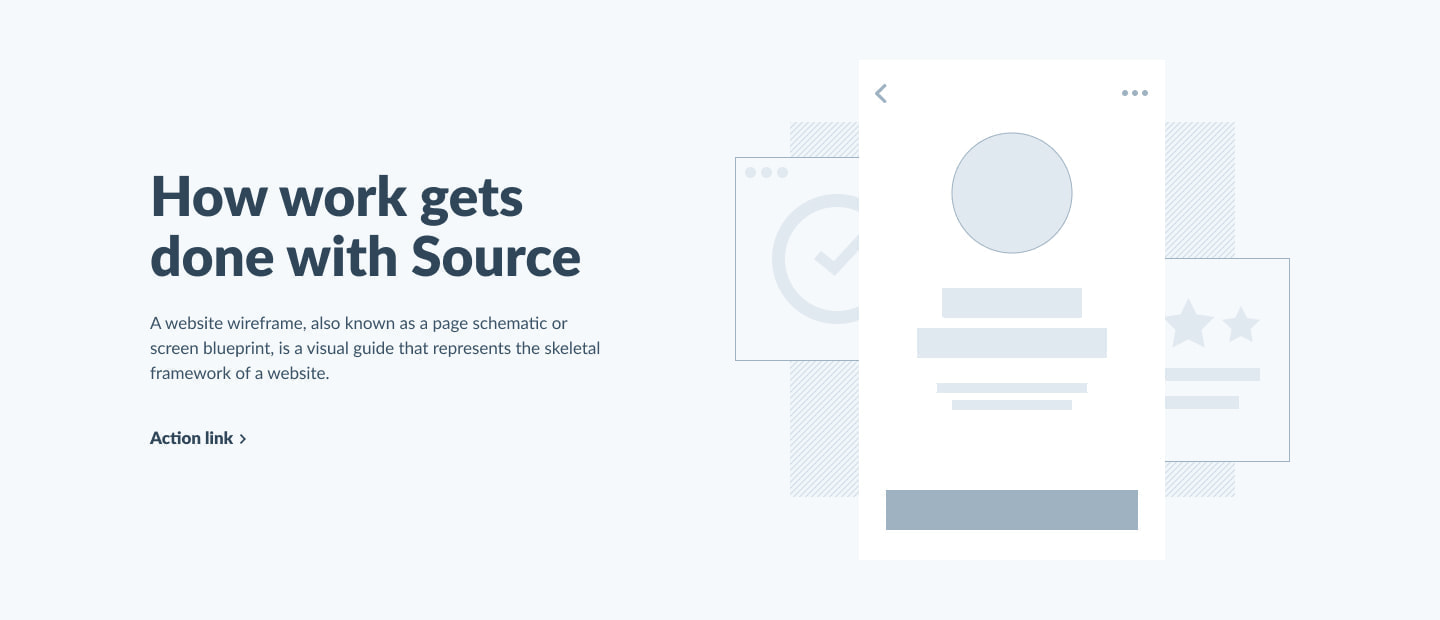 How work gets
done with Source
A website wireframe, also known as a page schematic or
screen blueprint, is a visual guide that represents the skeletal
framework of a website.
Action link